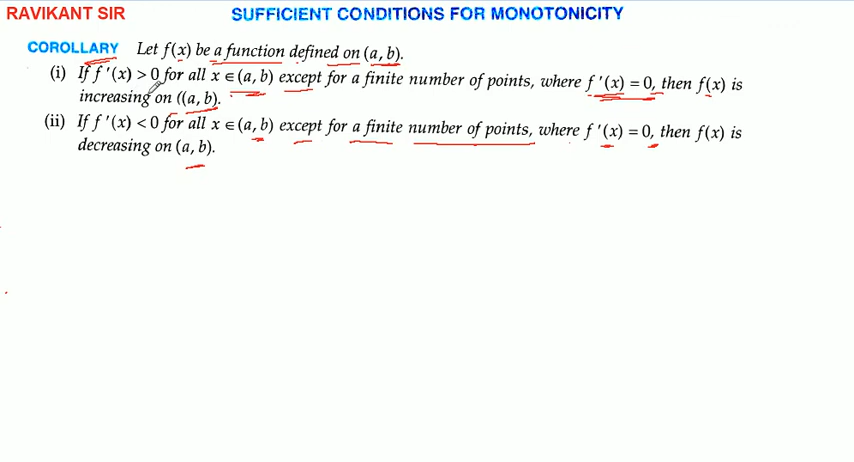 RAVIKANT SIR SUFFICIENT CONDITIONS FOR MONOTONICITY
COROLLARY Let f(x) be a function defined on (a, b).
(i) If f '(x) > 0 for all x ∈ (a, b) except for a finite number of points, where f '(x) = 0, then f(x) is
increasing on ((a, b).
(ii) If f '(x) < 0 for all x ∈ (a, b) except for a finite number of points, where f '(x) = 0, then f(x) is
decreasing on (a, b).